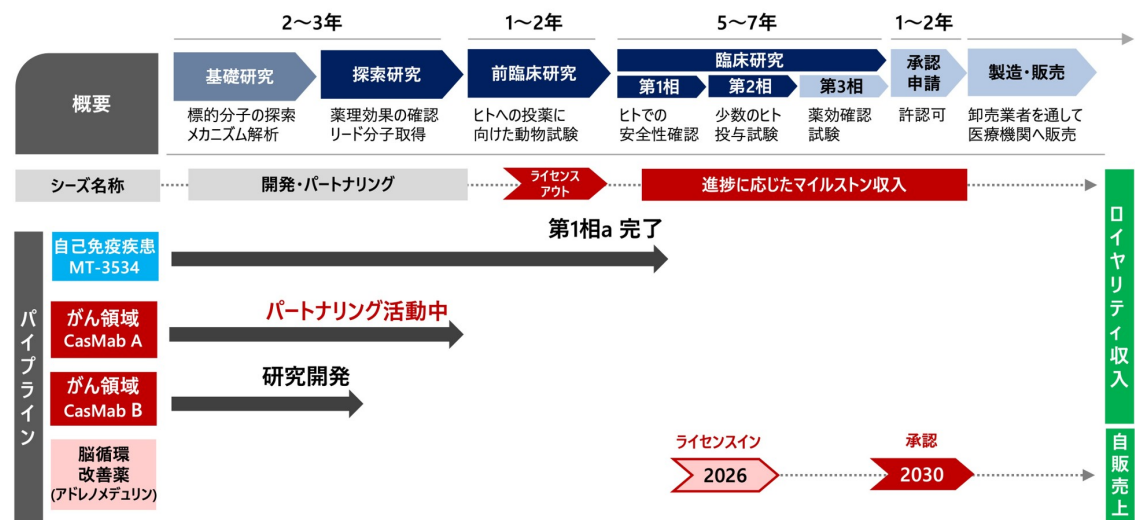 2～3年
1～2年
5～7年
1～2年
概要
基礎研究
探索研究
前臨床研究
臨床研究
第1相
第2相
第3相
承認
申請
製造・販売
標的分子の探索
メカニズム解析
薬理効果の確認
リード分子取得
ヒトへの投薬に
向けた動物試験
ヒトでの
安全性確認
少数のヒト
投与試験
薬効確認
試験
許認可
卸売業者を通して
医療機関へ販売
シーズ名称
開発・パートナリング
ライセンス
アウト
進捗に応じたマイルストン収入
ロイヤリティ収入
パイプライン
自己免疫疾患
MT-3534
第1相a 完了
がん領域
CasMab A
パートナリング活動中
がん領域
CasMab B
研究開発
脳循環
改善薬
(アドレノメデュリン)
ライセンスイン
2026
承認
2030
自販売上